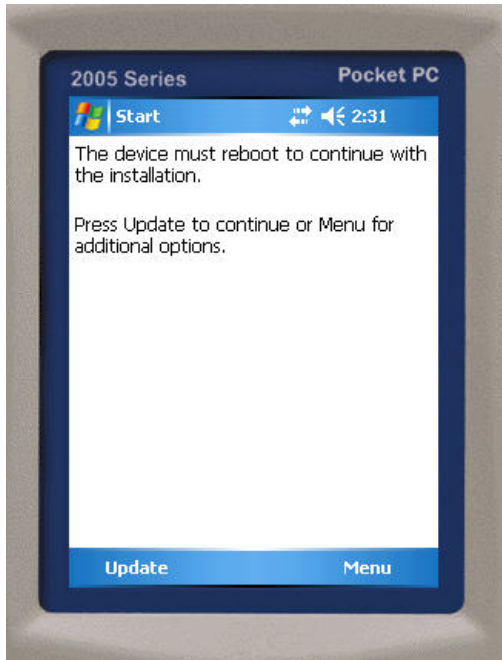 2005 Series Pocket PC
Start 2:31
The device must reboot to continue with
the installation.
Press Update to continue or Menu for
additional options.
Update Menu